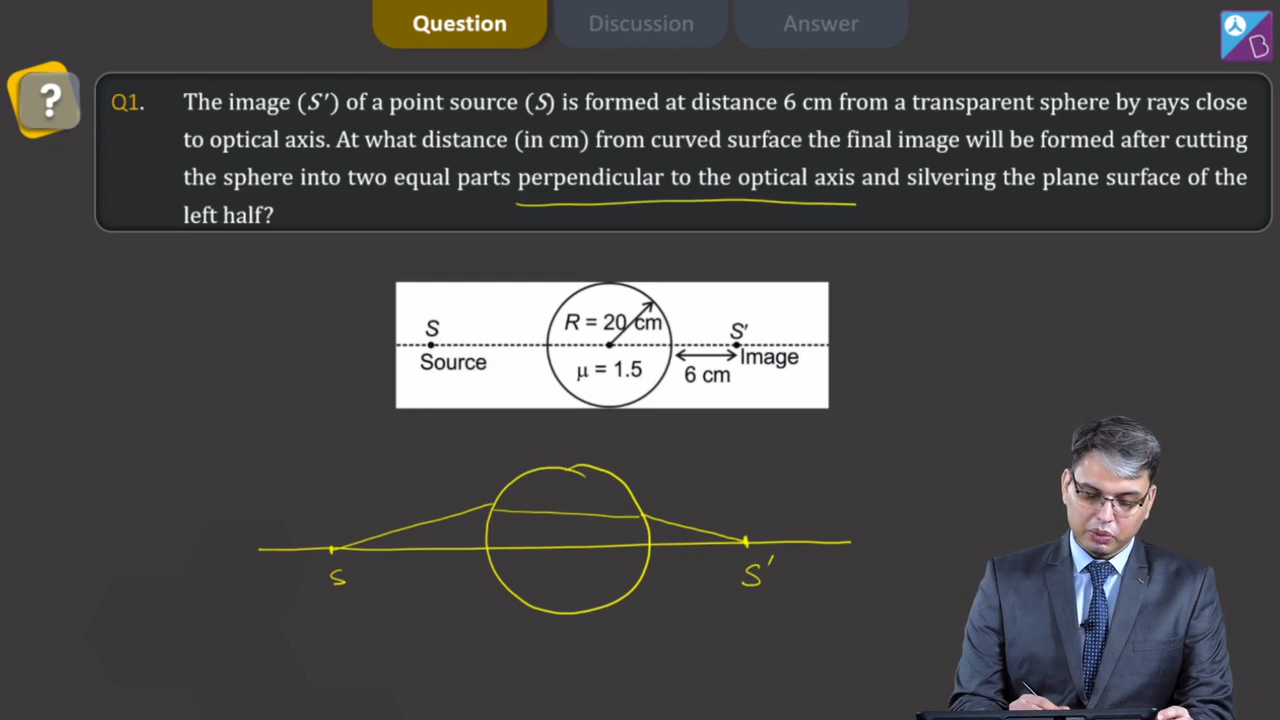 Question
Discussion
Answer
?
Q1. The image (S′) of a point source (S) is formed at distance 6 cm from a transparent sphere by rays close
to optical axis. At what distance (in cm) from curved surface the final image will be formed after cutting
the sphere into two equal parts perpendicular to the optical axis and silvering the plane surface of the
left half?
R = 20 cm
S
S′
Source
Image
μ = 1.5
6 cm
S
S′
B